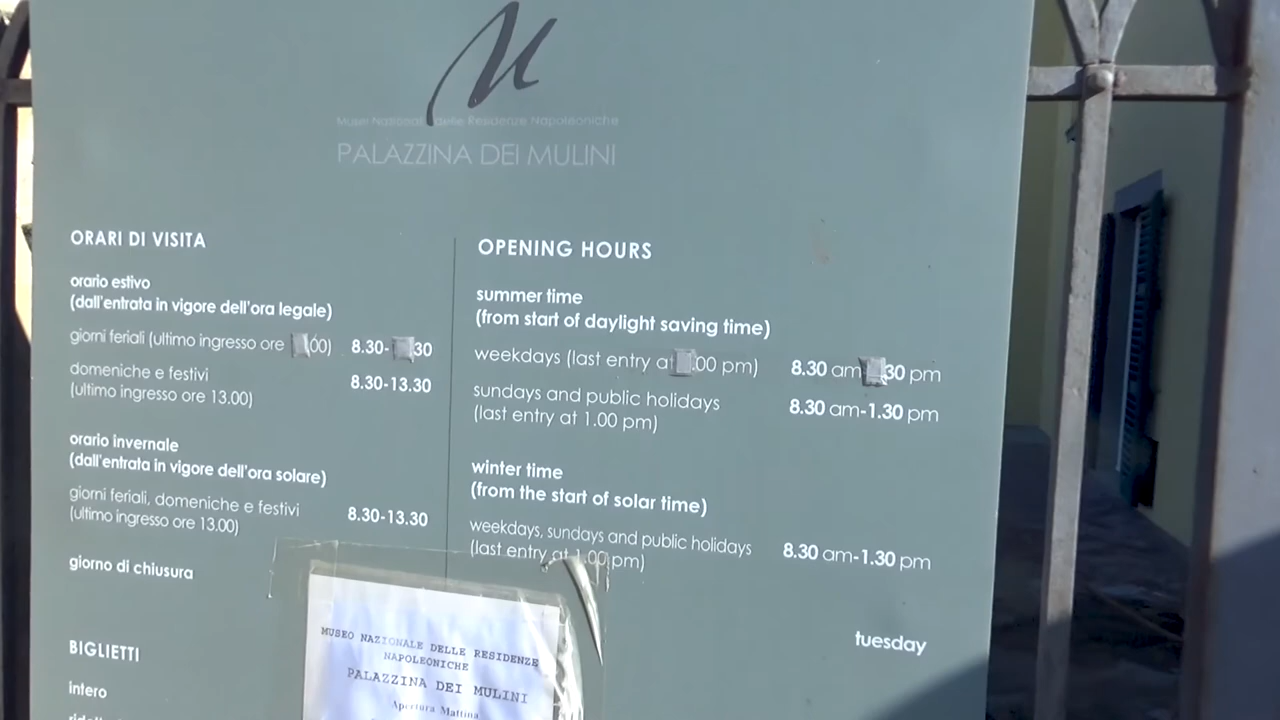 Musei Nazionali delle Residenze Napoleoniche
PALAZZINA DEI MULINI
ORARI DI VISITA
orario estivo
(dall'entrata in vigore dell'ora legale)
giorni feriali (ultimo ingresso ore 00) 8.30- 30
domeniche e festivi
(ultimo ingresso ore 13.00) 8.30-13.30
orario invernale
(dall'entrata in vigore dell'ora solare)
giorni feriali, domeniche e festivi
(ultimo ingresso ore 13.00) 8.30-13.30
giorno di chiusura
BIGLIETTI
intero
OPENING HOURS
summer time
(from start of daylight saving time)
weekdays (last entry at .00 pm) 8.30 am 30 pm
sundays and public holidays 8.30 am-1.30 pm
(last entry at 1.00 pm)
winter time
(from the start of solar time)
weekdays, sundays and public holidays 8.30 am-1.30 pm
(last entry at 1.00 pm)
tuesday
MUSEO NAZIONALE DELLE RESIDENZE
NAPOLEONICHE
PALAZZINA DEI MULINI
Apertura Mattina